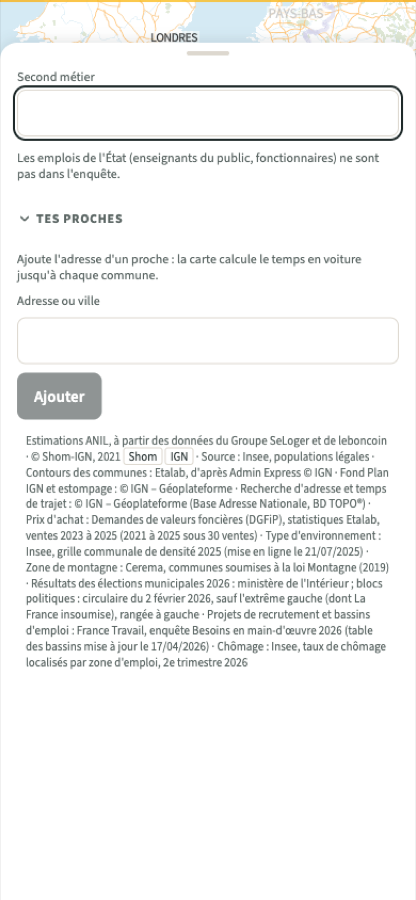 PAYS-BAS
LONDRES
Second métier
Les emplois de l'État (enseignants du public, fonctionnaires) ne sont
pas dans l'enquête.
TES PROCHES
Ajoute l'adresse d'un proche : la carte calcule le temps en voiture
jusqu'à chaque commune.
Adresse ou ville
Ajouter
Estimations ANIL, à partir des données du Groupe SeLoger et de leboncoin
· © Shom-IGN, 2021 Shom IGN · Source : Insee, populations légales ·
Contours des communes : Etalab, d'après Admin Express © IGN · Fond Plan
IGN et estompage : © IGN – Géoplateforme · Recherche d'adresse et temps
de trajet : © IGN – Géoplateforme (Base Adresse Nationale, BD TOPO®) ·
Prix d'achat : Demandes de valeurs foncières (DGFiP), statistiques Etalab,
ventes 2023 à 2025 (2021 à 2025 sous 30 ventes) · Type d'environnement :
Insee, grille communale de densité 2025 (mise en ligne le 21/07/2025) ·
Zone de montagne : Cerema, communes soumises à la loi Montagne (2019)
· Résultats des élections municipales 2026 : ministère de l'Intérieur ; blocs
politiques : circulaire du 2 février 2026, sauf l'extrême gauche (dont La
France insoumise), rangée à gauche · Projets de recrutement et bassins
d'emploi : France Travail, enquête Besoins en main-d'œuvre 2026 (table
des bassins mise à jour le 17/04/2026) · Chômage : Insee, taux de chômage
localisés par zone d'emploi, 2e trimestre 2026